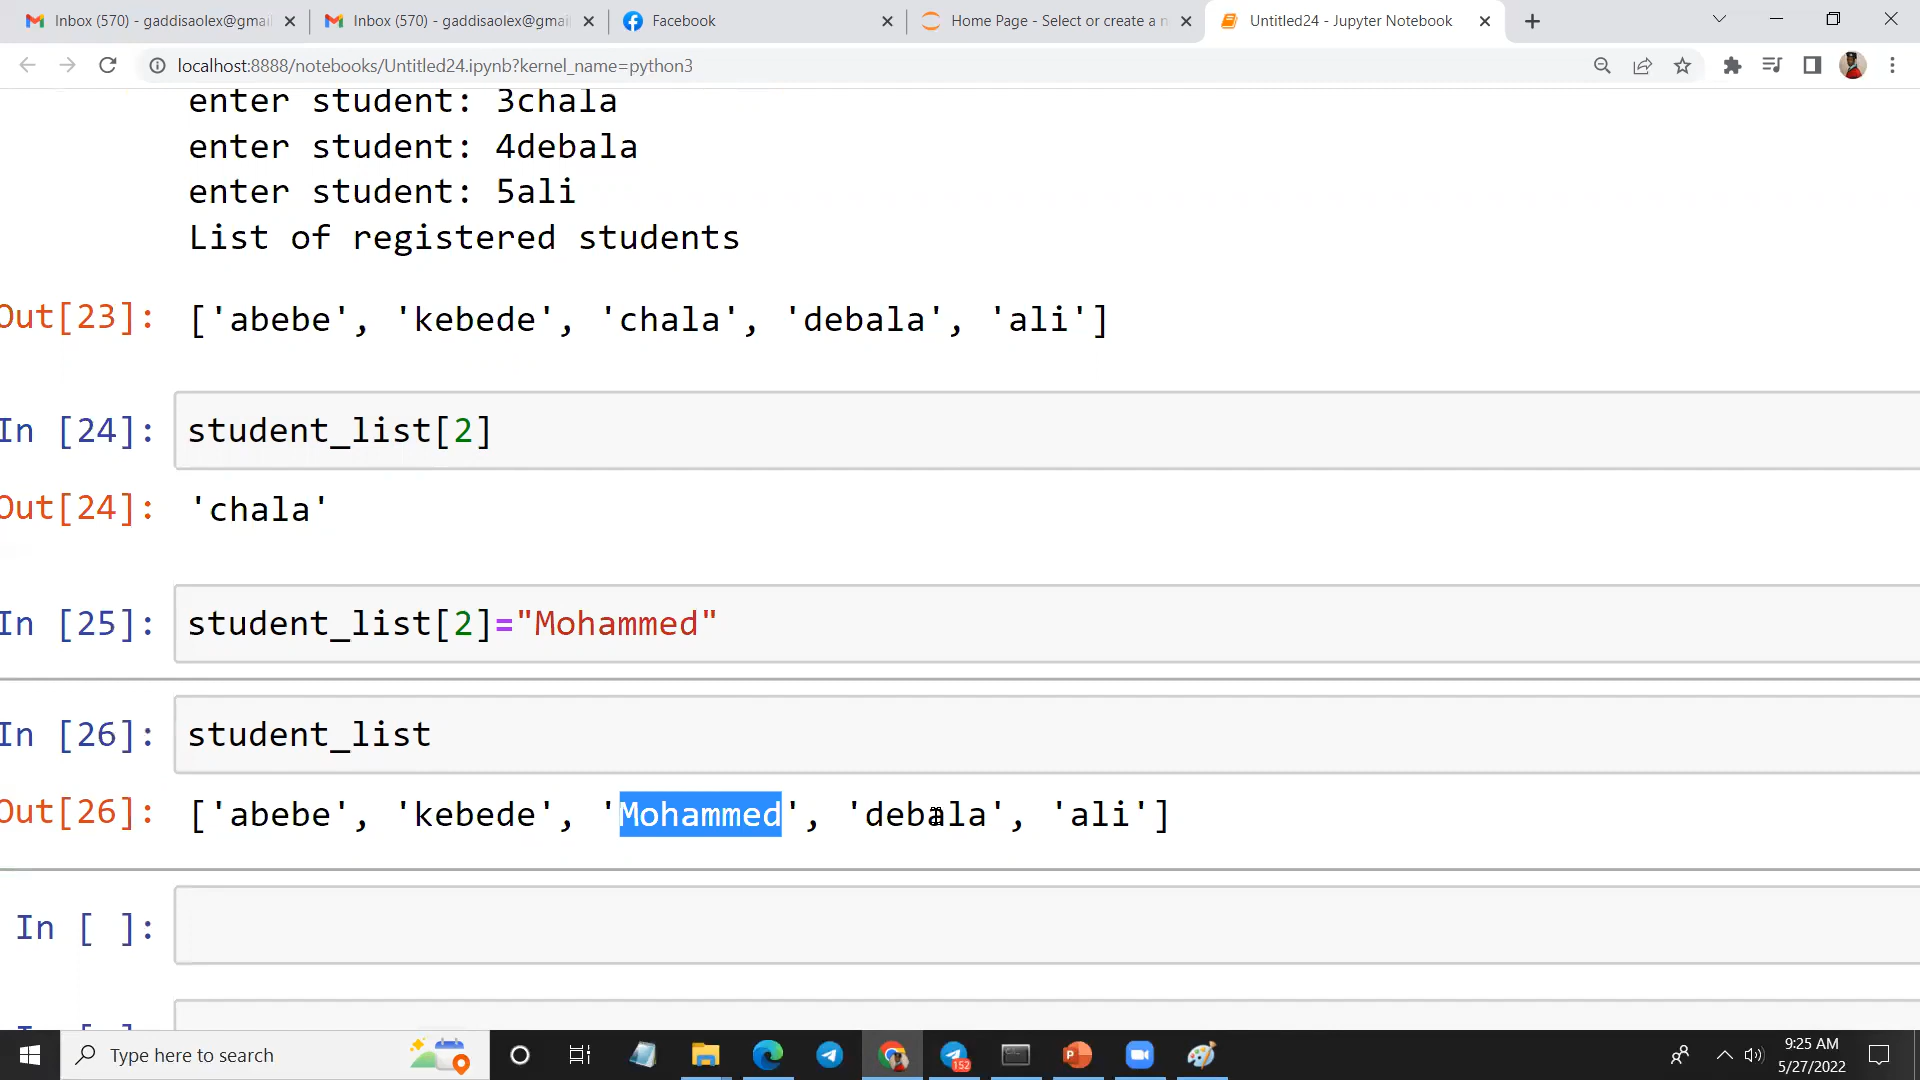 Inbox (570) - gaddisaolex@gmai
Inbox (570) - gaddisaolex@gmai
Facebook
Home Page - Select or create a n
Untitled24 - Jupyter Notebook
localhost:8888/notebooks/Untitled24.ipynb?kernel_name=python3
enter student: 3chala
enter student: 4debala
enter student: 5ali
List of registered students
Out[23]: ['abebe', 'kebede', 'chala', 'debala', 'ali']
In [24]: student_list[2]
Out[24]: 'chala'
In [25]: student_list[2]="Mohammed"
In [26]: student_list
Out[26]: ['abebe', 'kebede', 'Mohammed', 'debala', 'ali']
In [ ]:
Type here to search
152
9:25 AM
5/27/2022